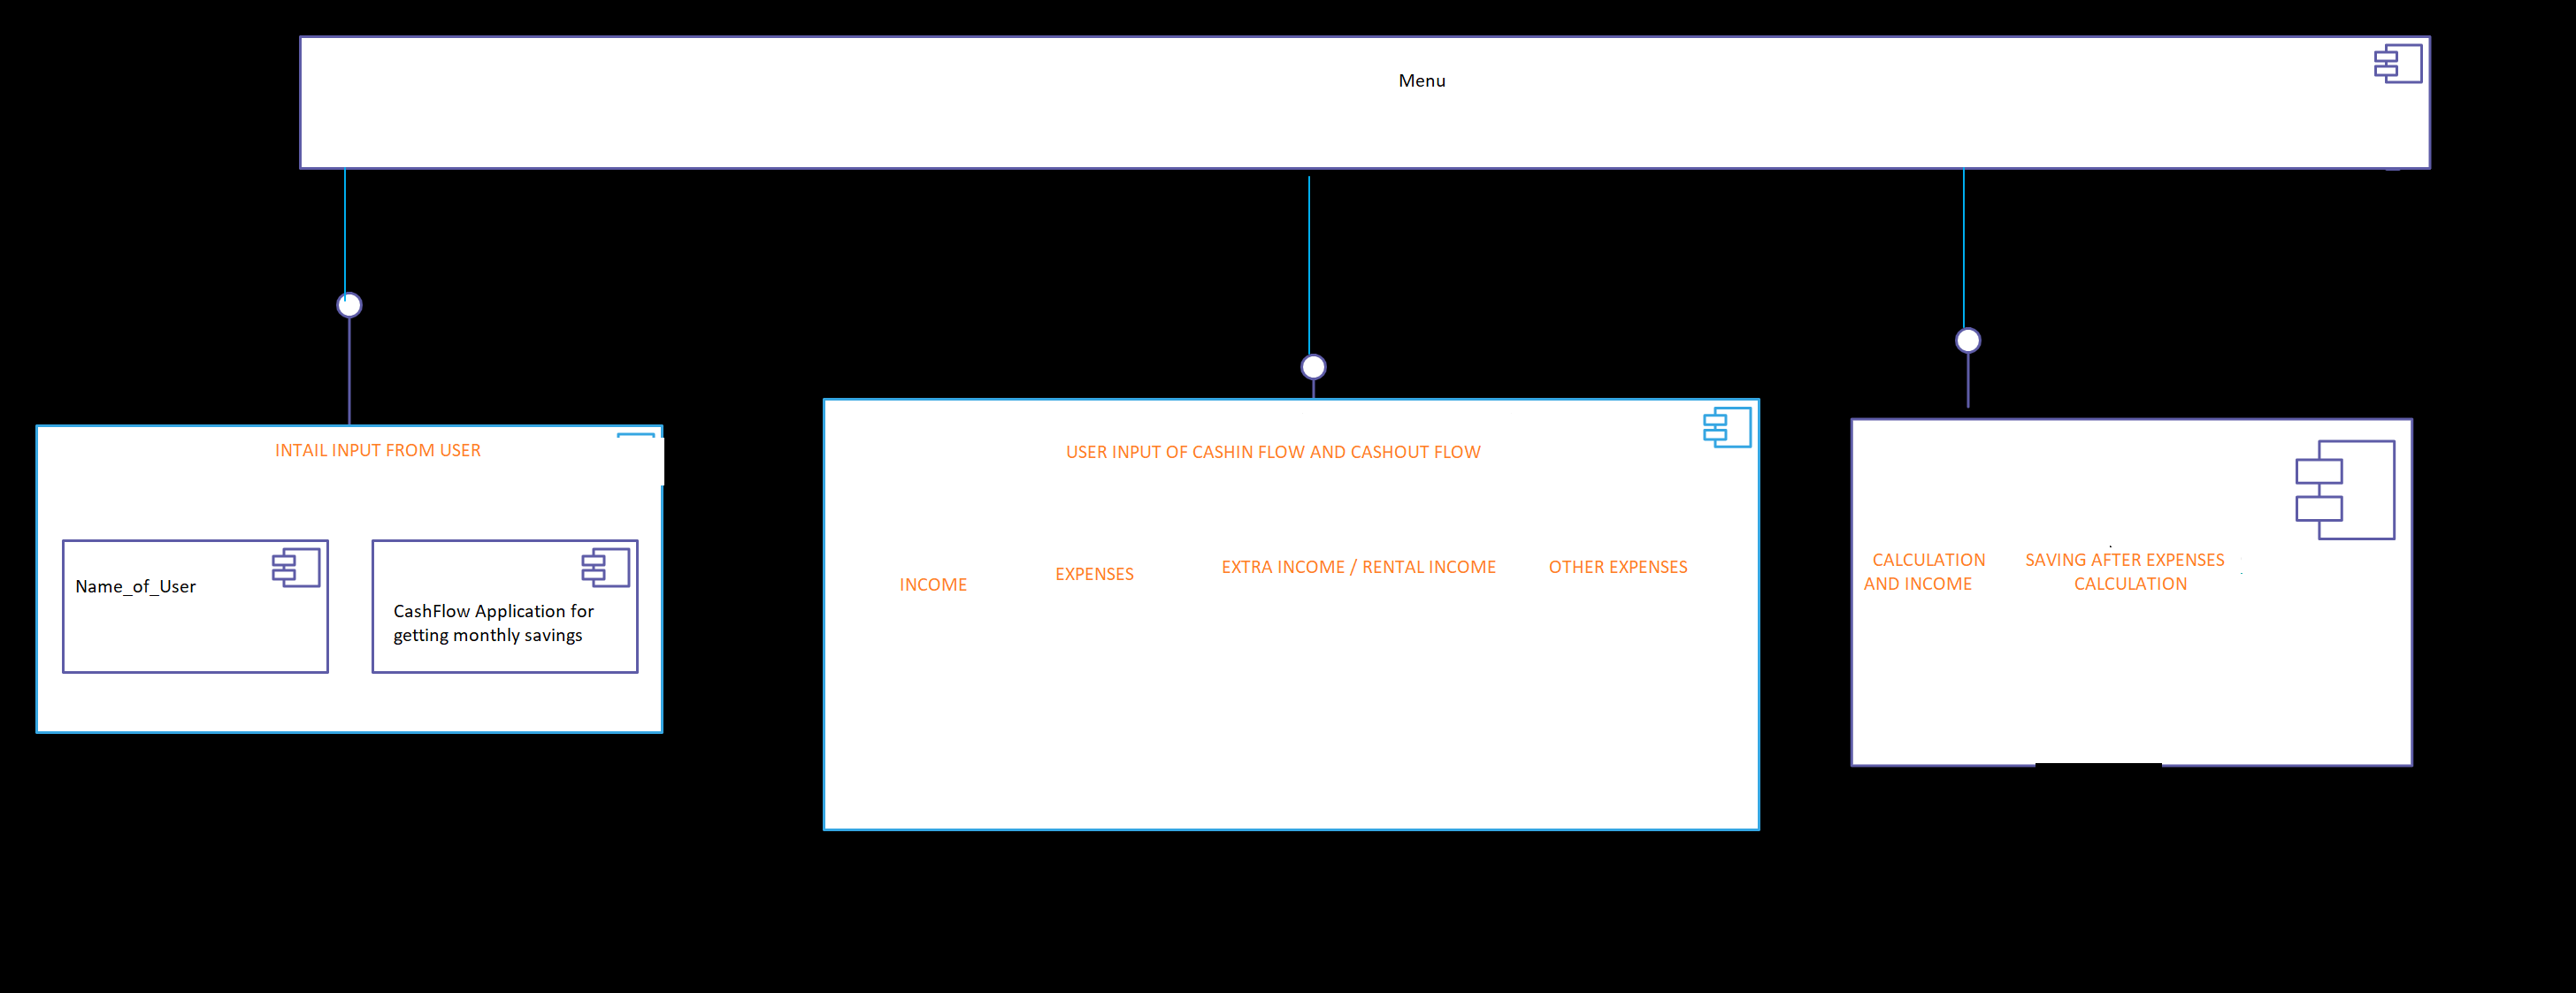 Menu
INTAIL INPUT FROM USER
Name_of_User
CashFlow Application for
getting monthly savings
USER INPUT OF CASHIN FLOW AND CASHOUT FLOW
INCOME
EXPENSES
EXTRA INCOME / RENTAL INCOME
OTHER EXPENSES
CALCULATION
AND INCOME
SAVING AFTER EXPENSES
CALCULATION